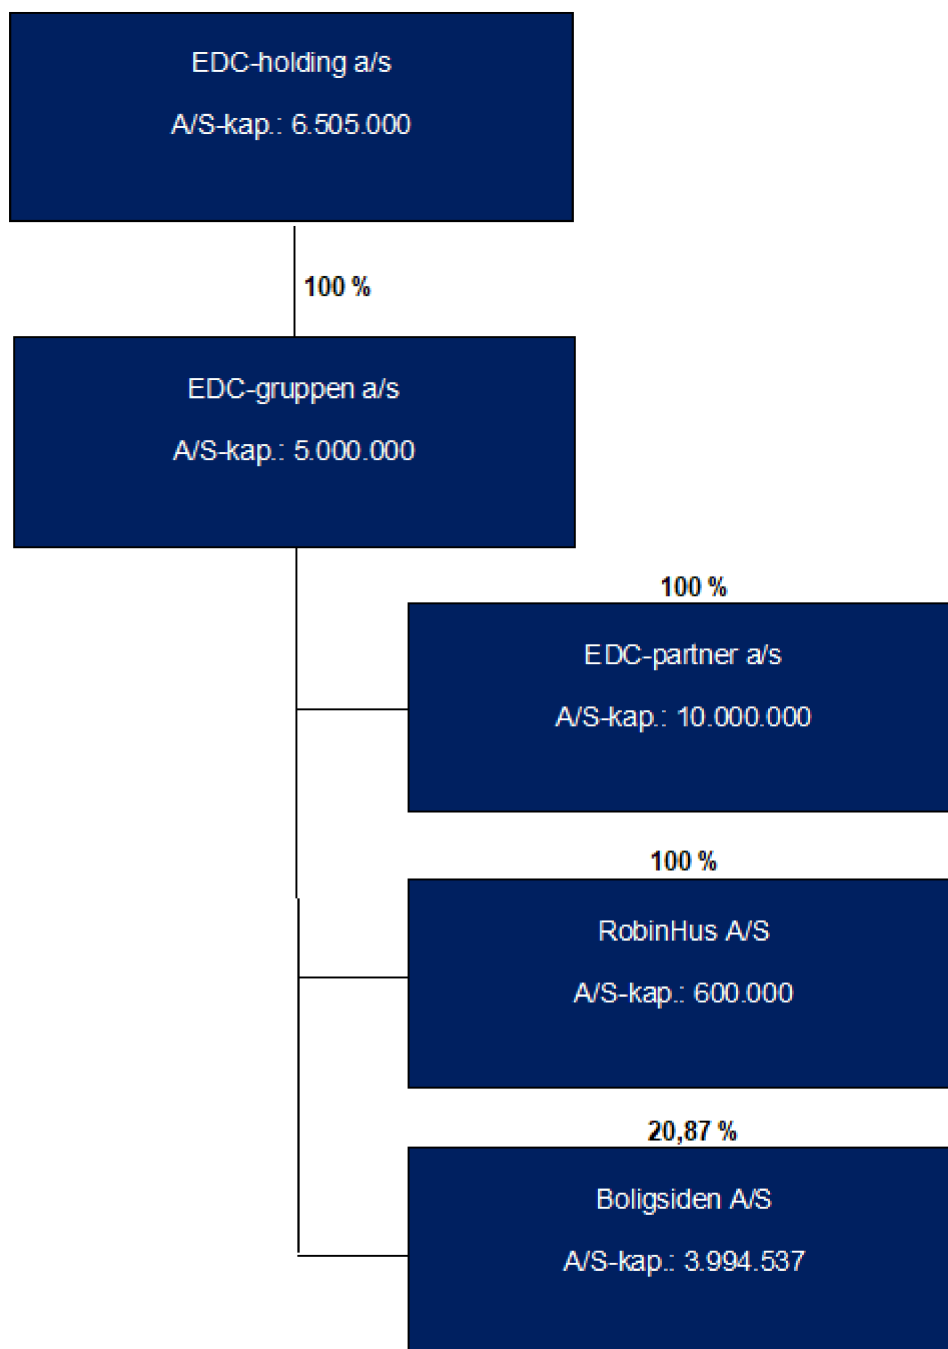 EDC-holding a/s
A/S-kap.: 6.505.000
100 %
EDC-gruppen a/s
A/S-kap.: 5.000.000
100 %
EDC-partner a/s
A/S-kap.: 10.000.000
100 %
RobinHus A/S
A/S-kap.: 600.000
20,87 %
Boligsiden A/S
A/S-kap.: 3.994.537